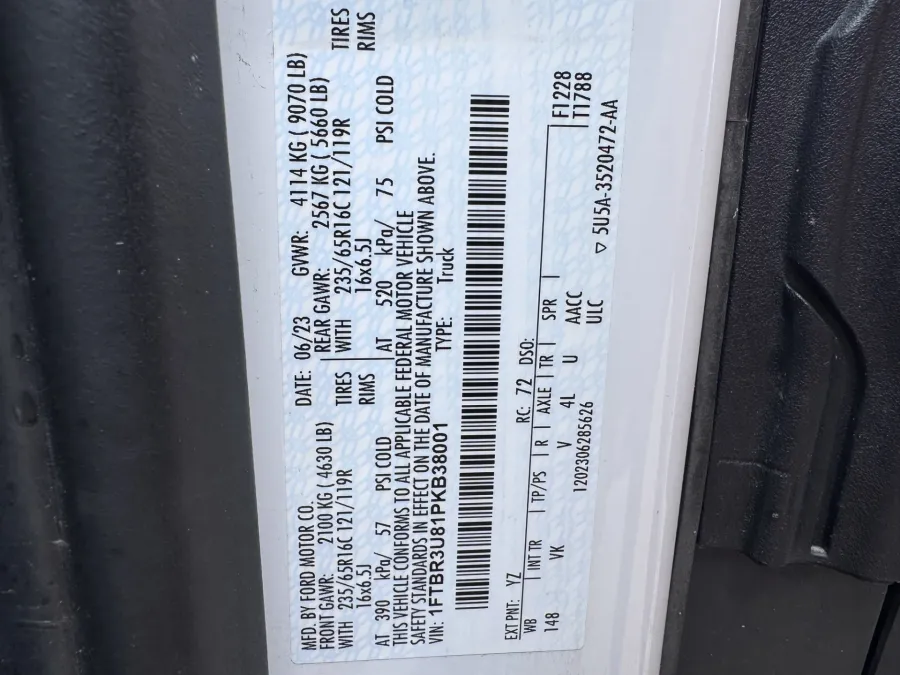 MFD. BY FORD MOTOR CO.
DATE: 06/23 GVWR: 4114 KG ( 9070 LB)
FRONT GAWR: 2100 KG ( 4630 LB) REAR GAWR: 2567 KG ( 5660 LB)
WITH 235/65R16C 121/119R TIRES WITH 235/65R16C 121/119R TIRES
16x6.5J RIMS 16x6.5J RIMS
AT 390 kPa/ 57 PSI COLD AT 520 kPa/ 75 PSI COLD
THIS VEHICLE CONFORMS TO ALL APPLICABLE FEDERAL MOTOR VEHICLE
SAFETY STANDARDS IN EFFECT ON THE DATE OF MANUFACTURE SHOWN ABOVE.
VIN: 1FTBR3U81PKB38001 TYPE: Truck
EXT PNT: YZ RC: 72 DSO: F1228
WB INT TR TP/PS R AXLE TR SPR T1788
148 VK V 4L U AACC
1202306285626 ULC ▽ 5U5A-3520472-AA